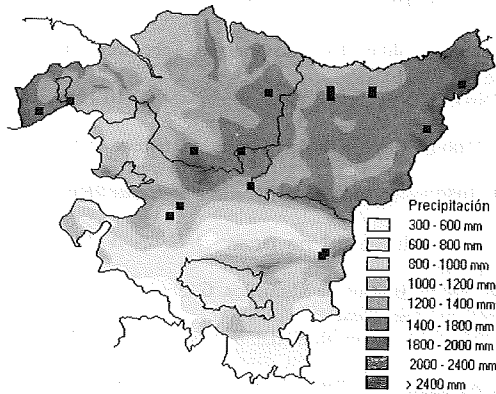 Precipitación
300 - 600 mm
600 - 800 mm
800 - 1000 mm
1000 - 1200 mm
1200 - 1400 mm
1400 - 1800 mm
1800 - 2000 mm
2000 - 2400 mm
> 2400 mm